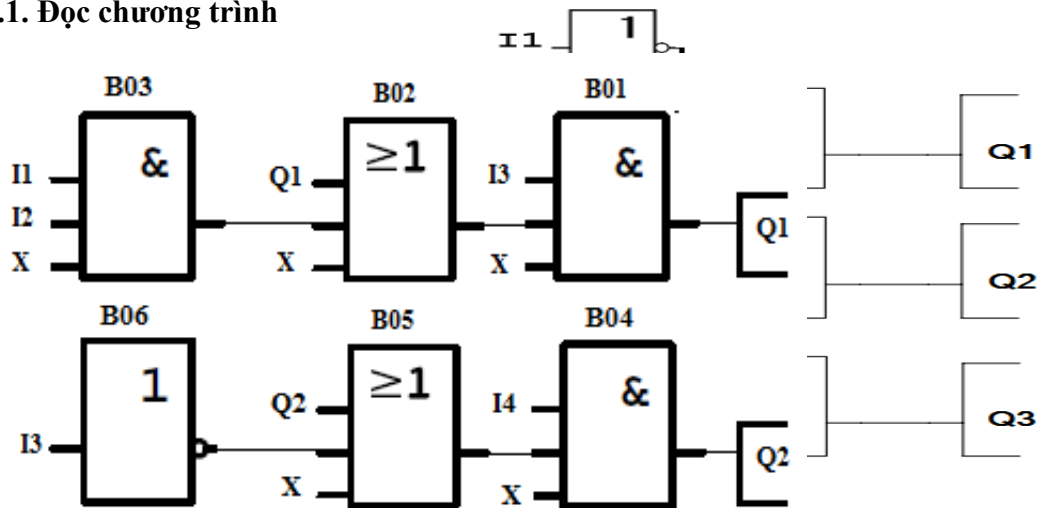 .1. Đọc chương trình
I1 1
B03 B02 B01
& ≥1 &
I1 Q1 I3 Q1
I2 Q1
X X X Q2
B06 B05 B04
1 ≥1 &
Q2 I4 Q3
I3 Q2
X X